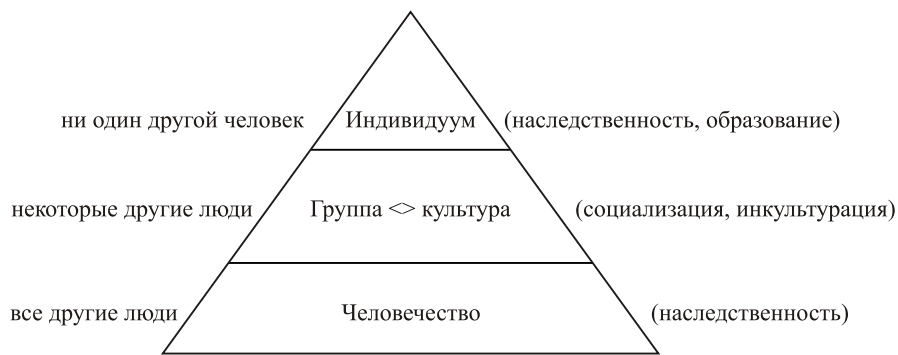 ни один другой человек Индивидуум (наследственность, образование)
некоторые другие люди Группа <> культура (социализация, инкультурация)
все другие люди Человечество (наследственность)